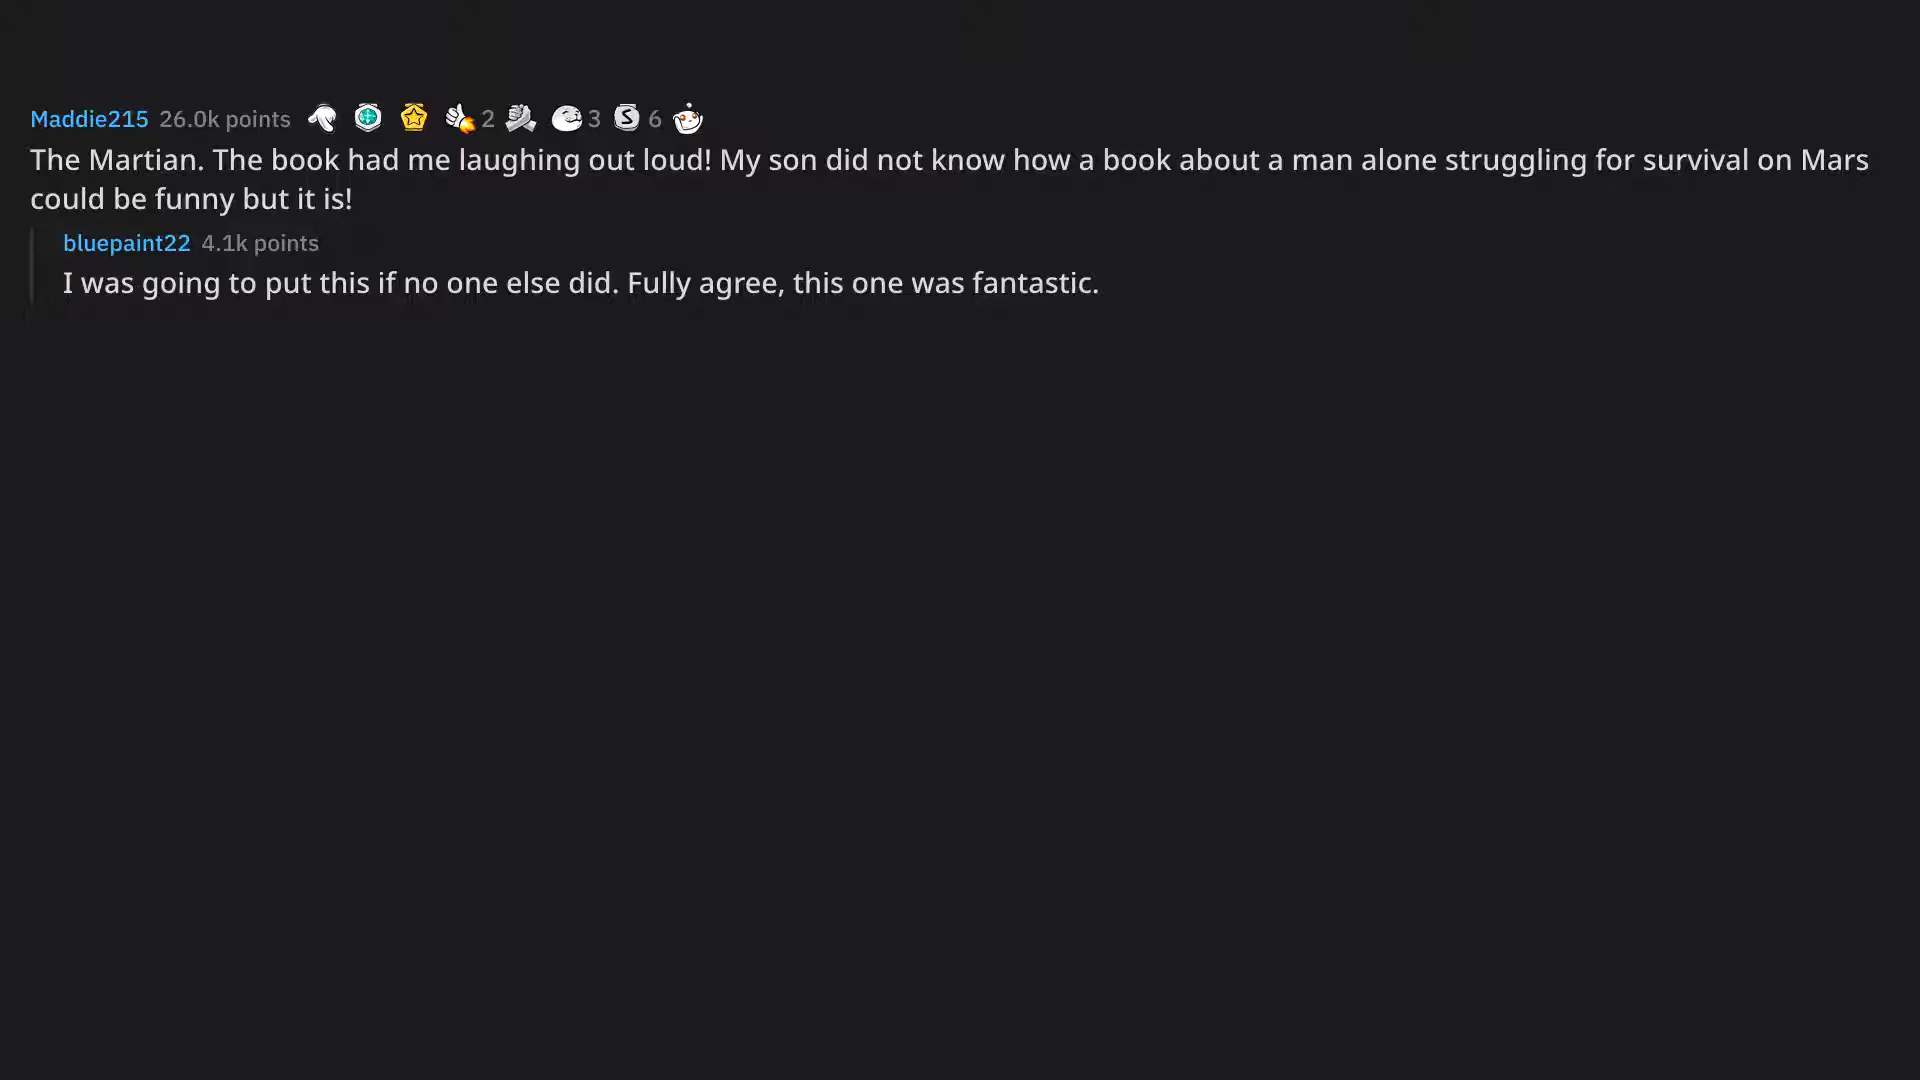 Maddie215 26.0k points 2 3 S 6
The Martian. The book had me laughing out loud! My son did not know how a book about a man alone struggling for survival on Mars
could be funny but it is!
bluepaint22 4.1k points
I was going to put this if no one else did. Fully agree, this one was fantastic.